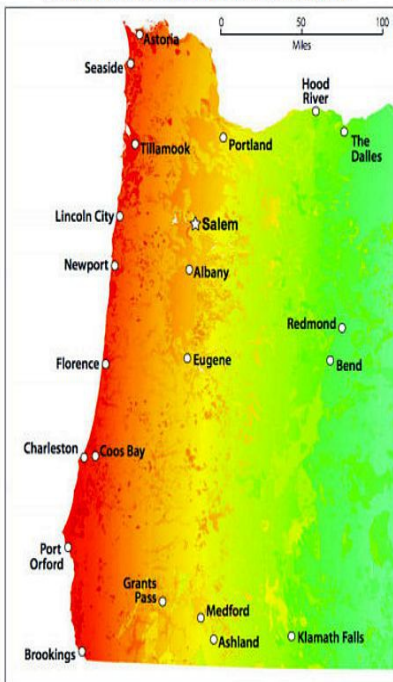 0 50 100
Miles
Astoria
Seaside
Hood
River
Tillamook
Portland
The
Dalles
Lincoln City
Salem
Newport
Albany
Redmond
Florence
Eugene
Bend
Charleston
Coos Bay
Port
Orford
Grants
Pass
Medford
Ashland
Klamath Falls
Brookings